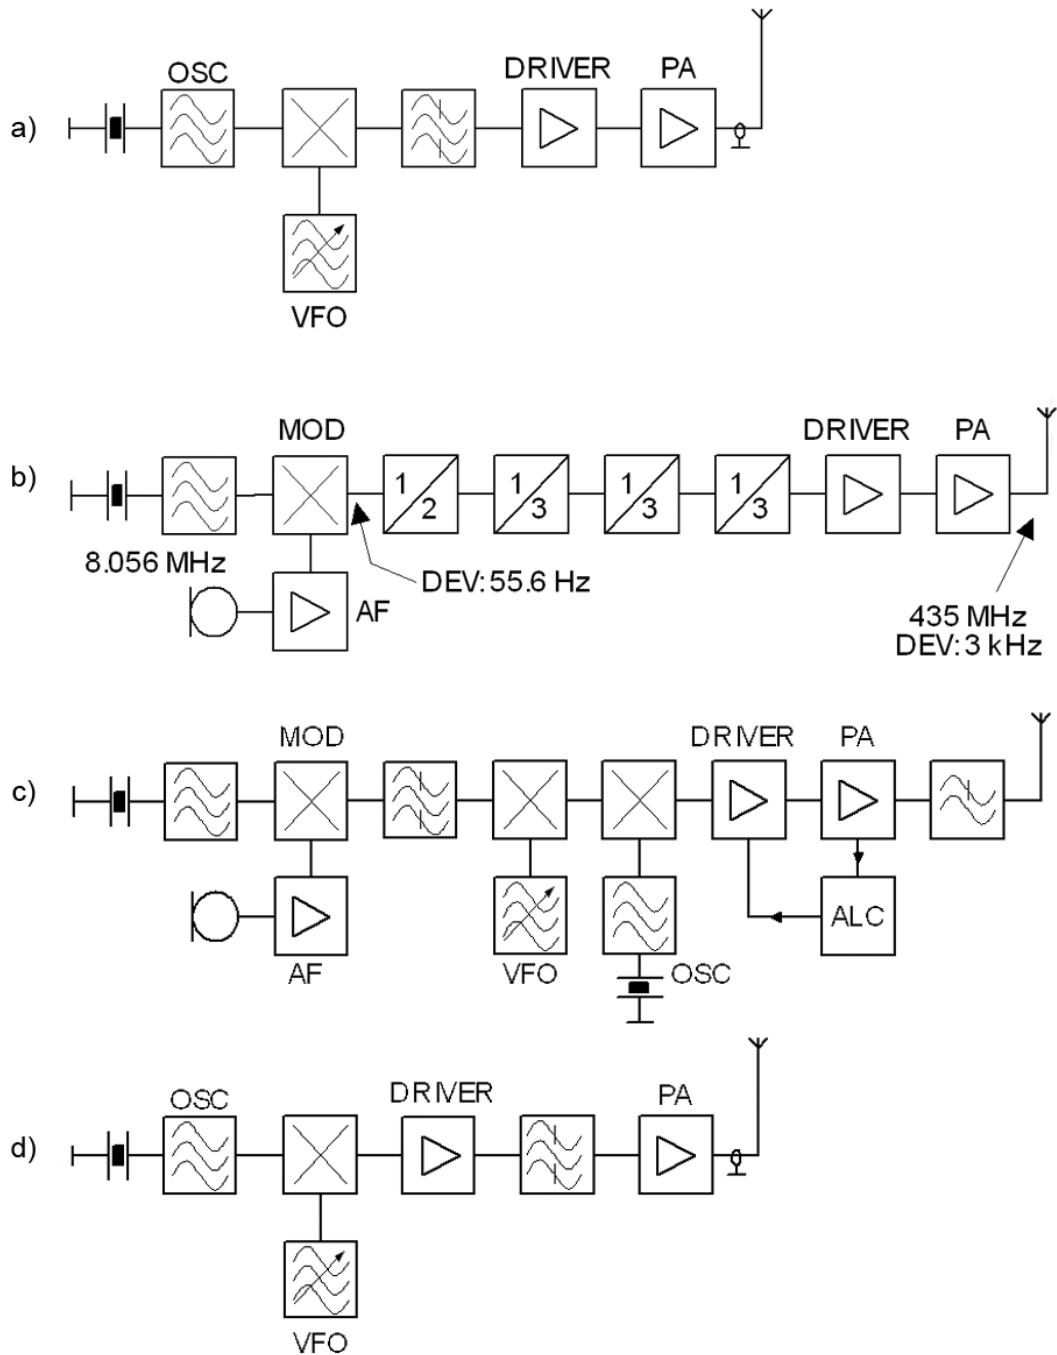 a)
OSC
DRIVER
PA
VFO
b)
MOD
DRIVER
PA
1
2
1
3
1
3
1
3
8.056 MHz
DEV: 55.6 Hz
AF
435 MHz
DEV: 3 kHz
c)
MOD
DRIVER
PA
ALC
AF
VFO
OSC
d)
OSC
DRIVER
PA
VFO